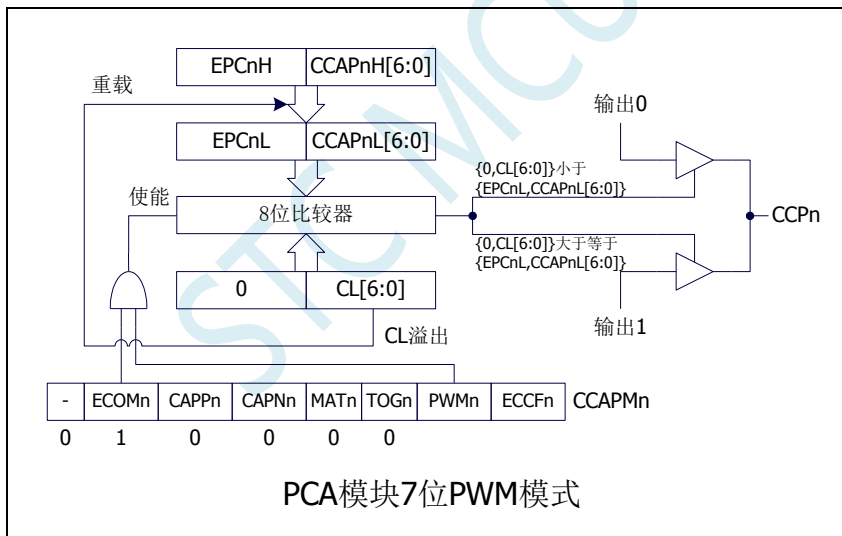 EPCnH CCAPnH[6:0]
重载
输出0
EPCnL CCAPnL[6:0]
{0,CL[6:0]}小于
{EPCnL,CCAPnL[6:0]}
使能
8位比较器
CCPn
{0,CL[6:0]}大于等于
{EPCnL,CCAPnL[6:0]}
0 CL[6:0]
CL溢出
输出1
- ECOMn CAPPn CAPNn MATn TOGn PWMn ECCFn CCAPMn
0 1 0 0 0 0
PCA模块7位PWM模式
STC MCU